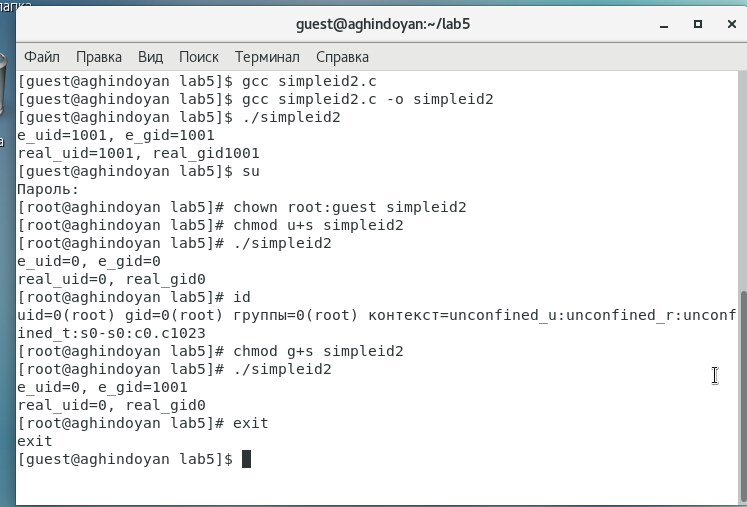 папка
guest@aghindoyan:~/lab5
Файл Правка Вид Поиск Терминал Справка
[guest@aghindoyan lab5]$ gcc simpleid2.c
[guest@aghindoyan lab5]$ gcc simpleid2.c -o simpleid2
[guest@aghindoyan lab5]$ ./simpleid2
e_uid=1001, e_gid=1001
real_uid=1001, real_gid1001
[guest@aghindoyan lab5]$ su
Пароль:
[root@aghindoyan lab5]# chown root:guest simpleid2
[root@aghindoyan lab5]# chmod u+s simpleid2
[root@aghindoyan lab5]# ./simpleid2
e_uid=0, e_gid=0
real_uid=0, real_gid0
[root@aghindoyan lab5]# id
uid=0(root) gid=0(root) группы=0(root) контекст=unconfined_u:unconfined_r:unconf
ined_t:s0-s0:c0.c1023
[root@aghindoyan lab5]# chmod g+s simpleid2
[root@aghindoyan lab5]# ./simpleid2
e_uid=0, e_gid=1001
real_uid=0, real_gid0
[root@aghindoyan lab5]# exit
exit
[guest@aghindoyan lab5]$